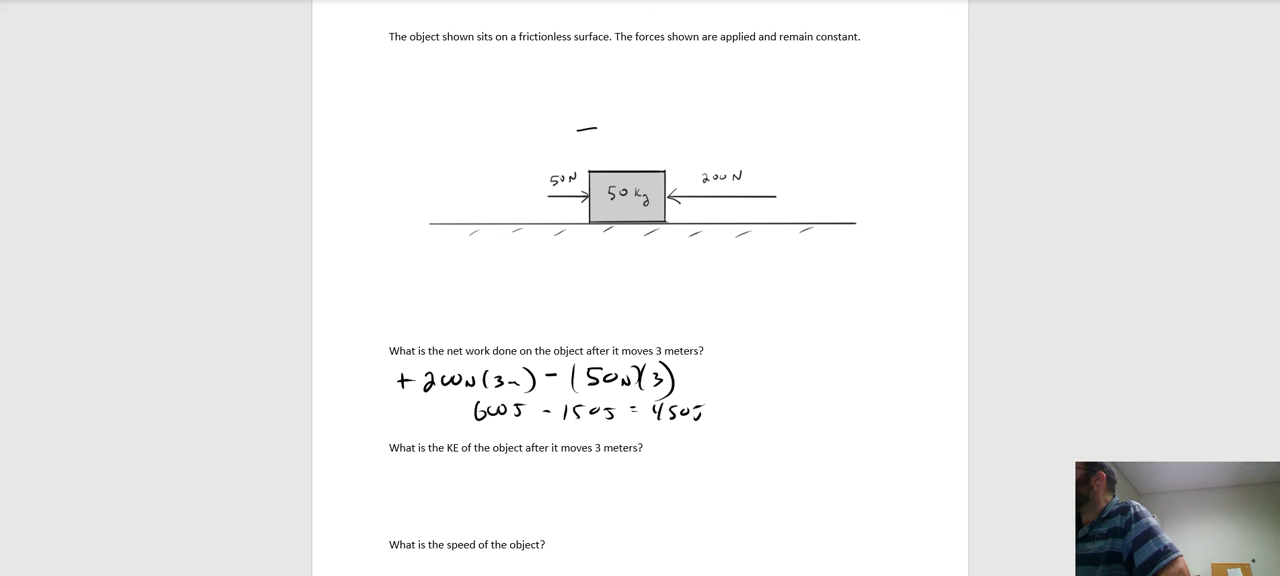 The object shown sits on a frictionless surface. The forces shown are applied and remain constant.
50N
50 kg
200 N
What is the net work done on the object after it moves 3 meters?
+ 200N (3m) - (50N)(3)
600J - 150J = 450J
What is the KE of the object after it moves 3 meters?
What is the speed of the object?